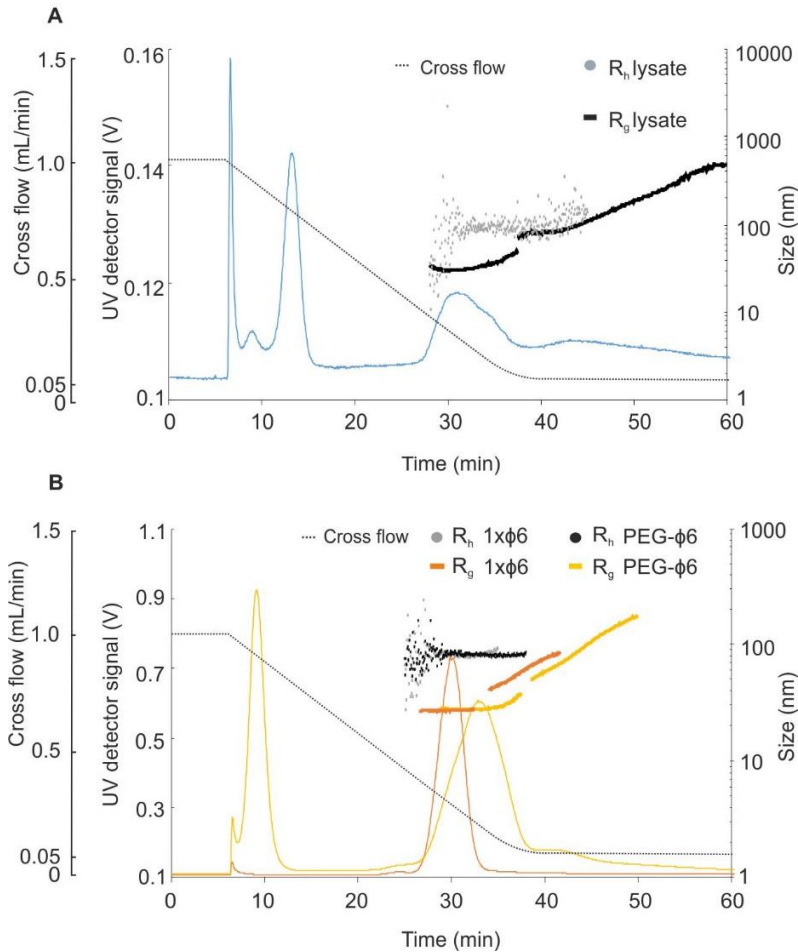 A
1.5
1.0
0.5
0.05
0
Cross flow (mL/min)
0.16
0.14
0.12
0.1
UV detector signal (V)
Cross flow
Rh lysate
Rg lysate
10000
1000
100
10
1
Size (nm)
0 10 20 30 40 50 60
Time (min)
B
1.5
1.0
0.5
0.05
0
Cross flow (mL/min)
1.1
0.9
0.7
0.5
0.3
0.1
UV detector signal (V)
Cross flow
Rh 1xϕ6
Rh PEG-ϕ6
Rg 1xϕ6
Rg PEG-ϕ6
1000
100
10
1
Size (nm)
0 10 20 30 40 50 60
Time (min)